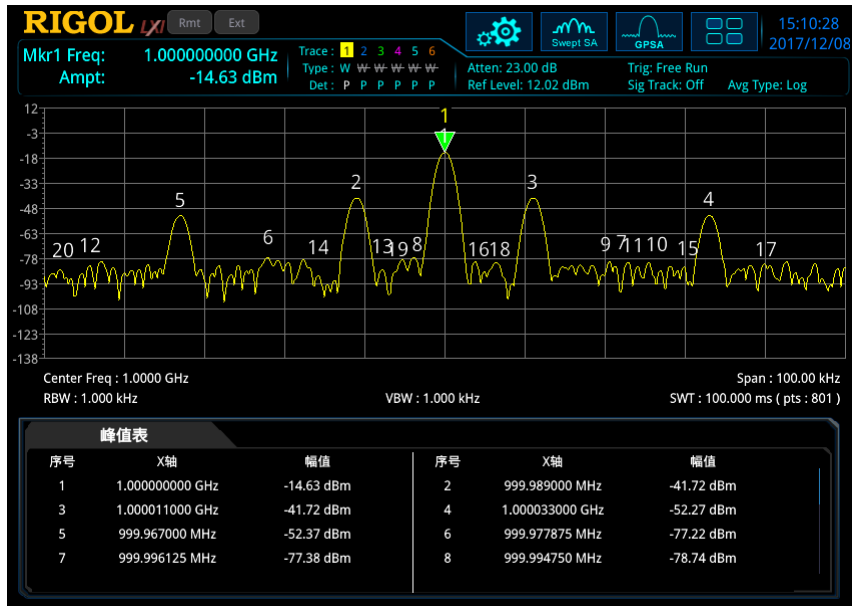 RIGOL LXI Rmt Ext
Swept SA GPSA
15:10:28
2017/12/08
Mkr1 Freq: 1.000000000 GHz
Ampt: -14.63 dBm
Trace : 1 2 3 4 5 6
Type : W W W W W W
Det : P P P P P P
Atten: 23.00 dB Trig: Free Run
Ref Level: 12.02 dBm Sig Track: Off Avg Type: Log
12
-3
-18
-33
-48
-63
-78
-93
-108
-123
-138
1
1
2 3
5 4
20 12 6 14 13 19 8 16 18 9 7 11 10 15 17
Center Freq : 1.0000 GHz Span : 100.00 kHz
RBW : 1.000 kHz VBW : 1.000 kHz SWT : 100.000 ms ( pts : 801 )
峰值表
序号 X轴 幅值 序号 X轴 幅值
1 1.000000000 GHz -14.63 dBm 2 999.989000 MHz -41.72 dBm
3 1.000011000 GHz -41.72 dBm 4 1.000033000 GHz -52.27 dBm
5 999.967000 MHz -52.37 dBm 6 999.977875 MHz -77.22 dBm
7 999.996125 MHz -77.38 dBm 8 999.994750 MHz -78.74 dBm